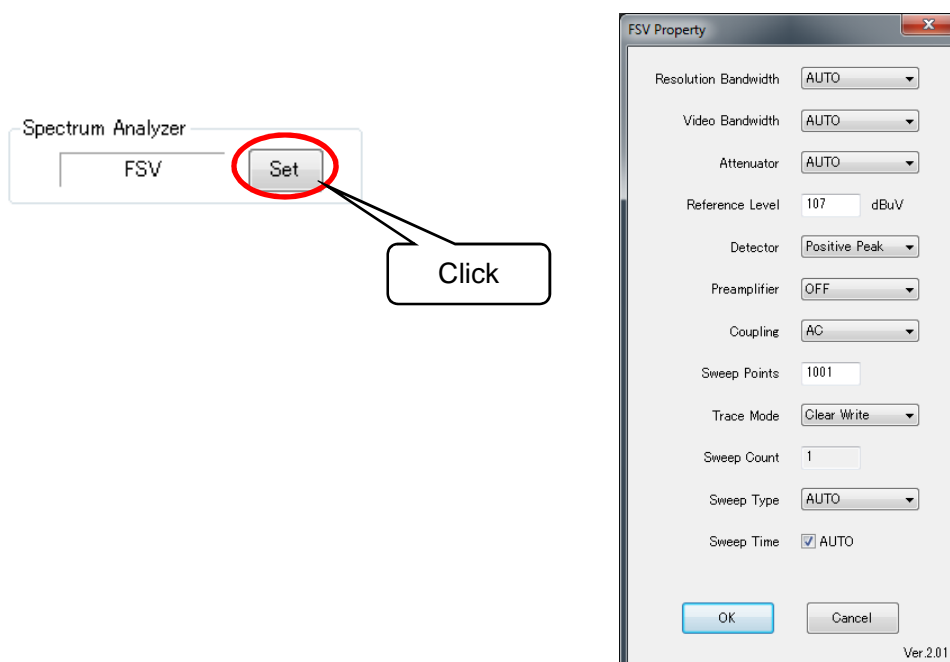 Spectrum Analyzer
FSV
Set
Click
FSV Property
Resolution Bandwidth AUTO
Video Bandwidth AUTO
Attenuator AUTO
Reference Level 107 dBuV
Detector Positive Peak
Preamplifier OFF
Coupling AC
Sweep Points 1001
Trace Mode Clear Write
Sweep Count 1
Sweep Type AUTO
Sweep Time AUTO
OK Cancel
Ver.2.01